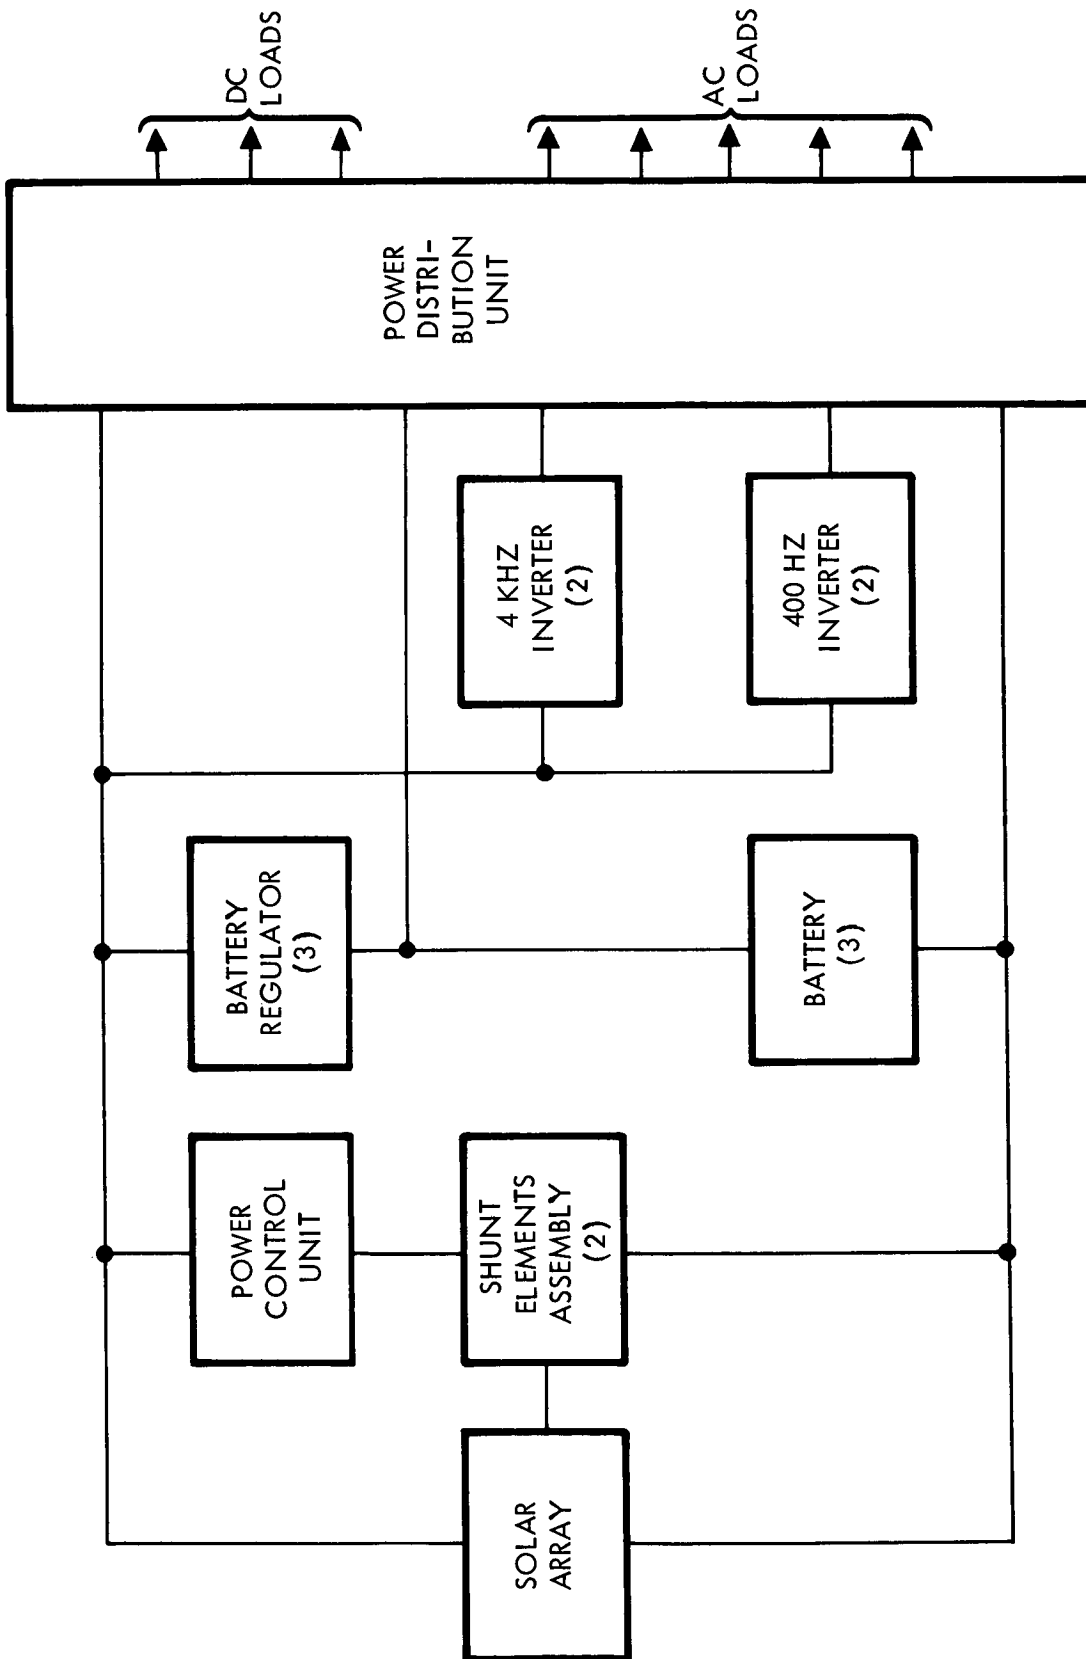 SOLAR
ARRAY
POWER
CONTROL
UNIT
SHUNT
ELEMENTS
ASSEMBLY
(2)
BATTERY
REGULATOR
(3)
BATTERY
(3)
4 KHZ
INVERTER
(2)
400 HZ
INVERTER
(2)
POWER
DISTRI-
BUTION
UNIT
DC
LOADS
AC
LOADS